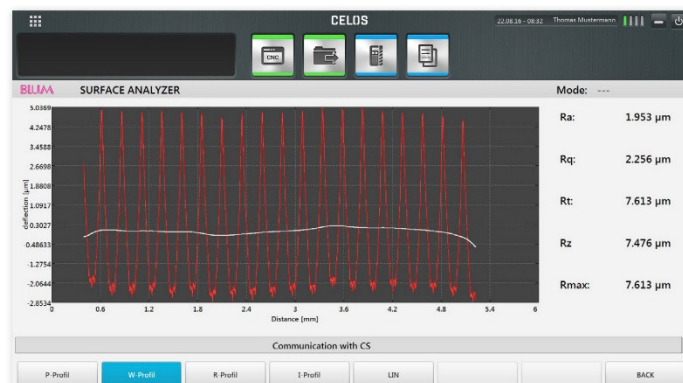 CELOS
22.08.16 - 08:32 Thomas Mustermann
CNC
BLUM SURFACE ANALYZER Mode: ---
5.0369
4.2478
3.4588
2.6698
1.8808
1.0917
0.3027
-0.48633
-1.2754
-2.0644
-2.8534
deflection [µm]
0 0.6 1.2 1.8 2.4 3 3.6 4.2 4.8 5.4 6
Distance [mm]
Ra: 1.953 µm
Rq: 2.256 µm
Rt: 7.613 µm
Rz 7.476 µm
Rmax: 7.613 µm
Communication with CS
P-Profil W-Profil R-Profil I-Profil LIN BACK